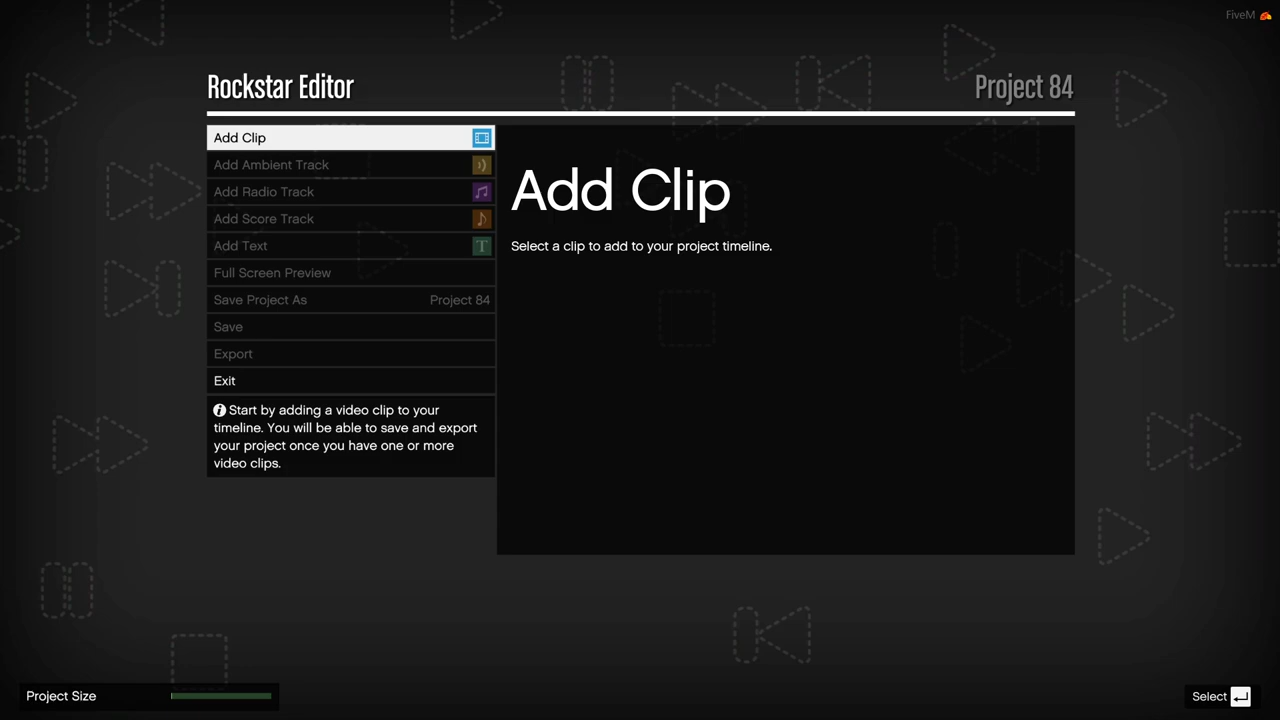 FiveM
Rockstar Editor
Project 84
Add Clip
Add Ambient Track
Add Radio Track
Add Score Track
Add Text
T
Full Screen Preview
Save Project As Project 84
Save
Export
Exit
Start by adding a video clip to your
timeline. You will be able to save and export
your project once you have one or more
video clips.
Add Clip
Select a clip to add to your project timeline.
Project Size
Select